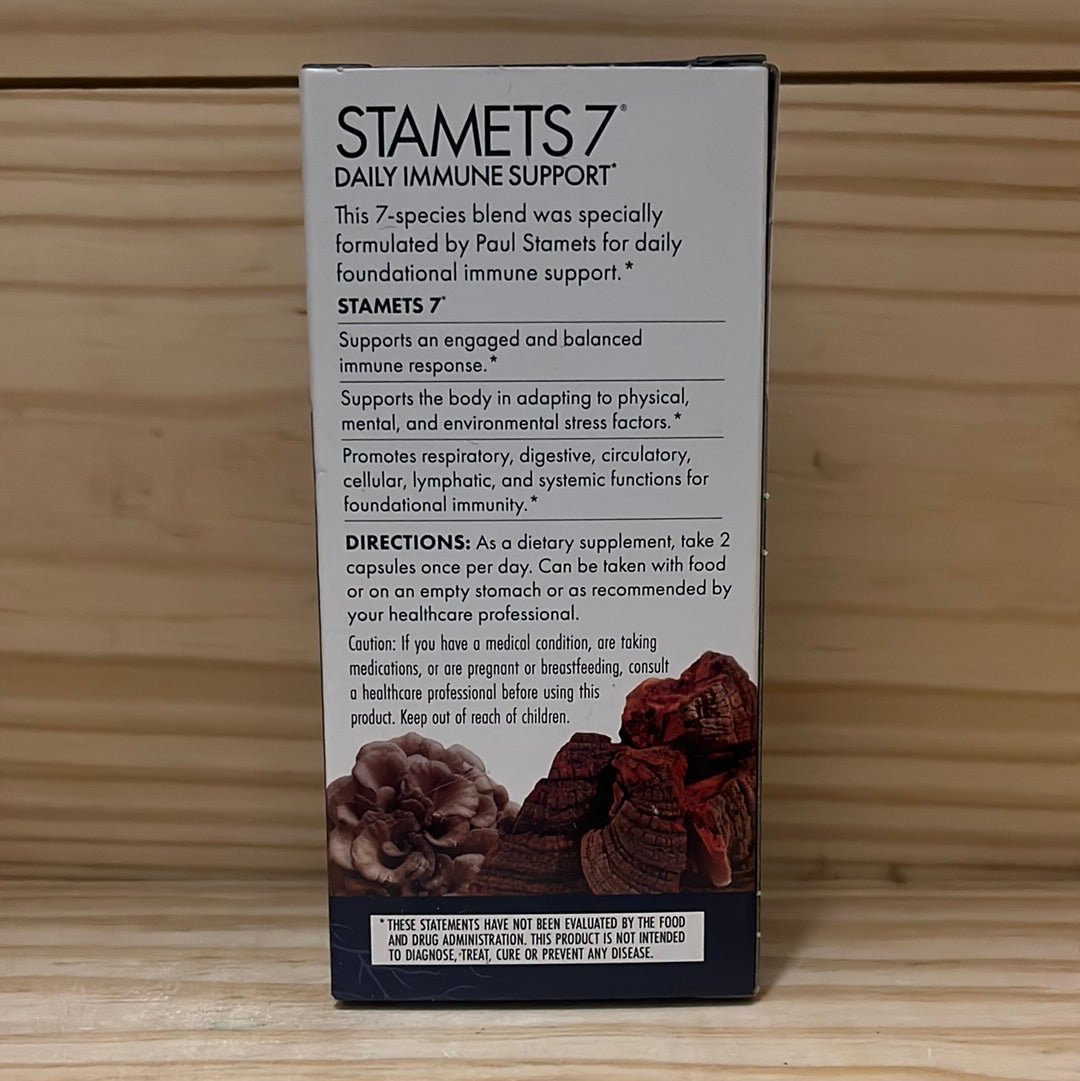 STAMETS 7®
DAILY IMMUNE SUPPORT*
This 7-species blend was specially
formulated by Paul Stamets for daily
foundational immune support.*
STAMETS 7®
Supports an engaged and balanced
immune response.*
Supports the body in adapting to physical,
mental, and environmental stress factors.*
Promotes respiratory, digestive, circulatory,
cellular, lymphatic, and systemic functions for
foundational immunity.*
DIRECTIONS: As a dietary supplement, take 2
capsules once per day. Can be taken with food
or on an empty stomach or as recommended by
your healthcare professional.
Caution: If you have a medical condition, are taking
medications, or are pregnant or breastfeeding, consult
a healthcare professional before using this
product. Keep out of reach of children.
* THESE STATEMENTS HAVE NOT BEEN EVALUATED BY THE FOOD
AND DRUG ADMINISTRATION. THIS PRODUCT IS NOT INTENDED
TO DIAGNOSE, TREAT, CURE OR PREVENT ANY DISEASE.